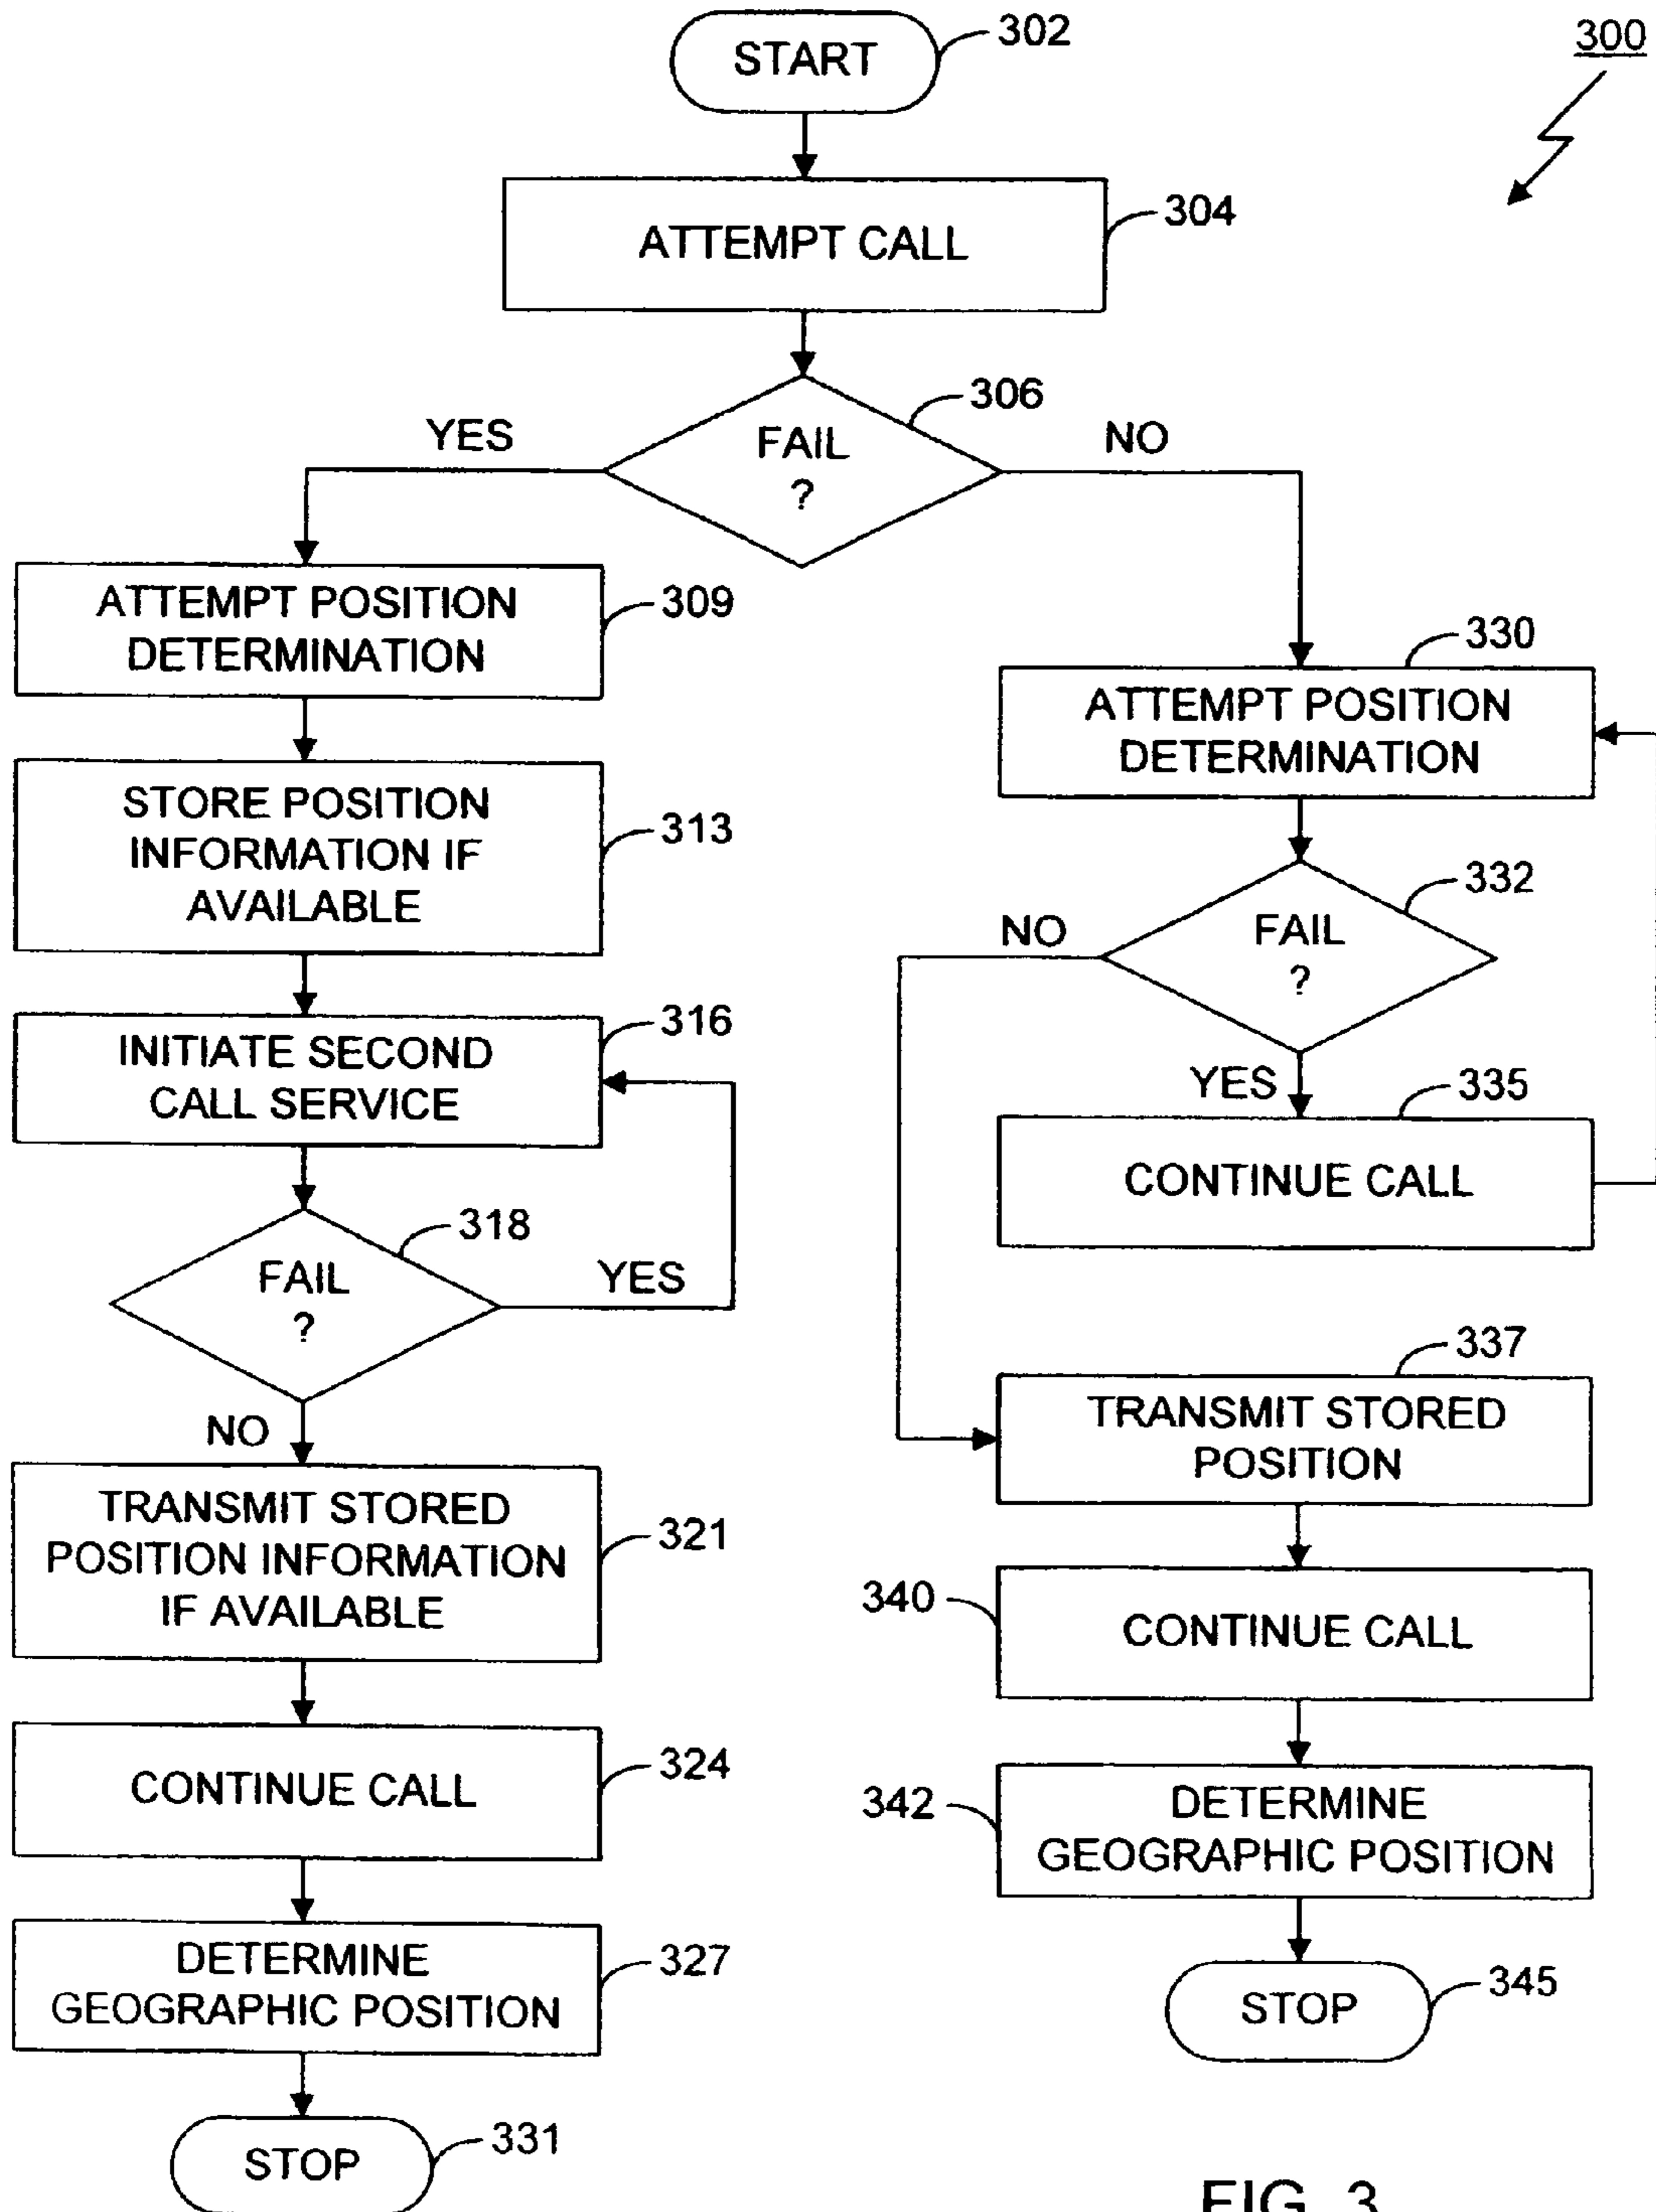 START
302
300
ATTEMPT CALL
304
FAIL
?
306
YES
NO
ATTEMPT POSITION
DETERMINATION
309
STORE POSITION
INFORMATION IF
AVAILABLE
313
INITIATE SECOND
CALL SERVICE
316
FAIL
?
318
YES
NO
TRANSMIT STORED
POSITION INFORMATION
IF AVAILABLE
321
CONTINUE CALL
324
DETERMINE
GEOGRAPHIC POSITION
327
STOP
331
330
ATTEMPT POSITION
DETERMINATION
332
NO
FAIL
?
YES
335
CONTINUE CALL
337
TRANSMIT STORED
POSITION
340
CONTINUE CALL
342
DETERMINE
GEOGRAPHIC POSITION
STOP
345
FIG. 3